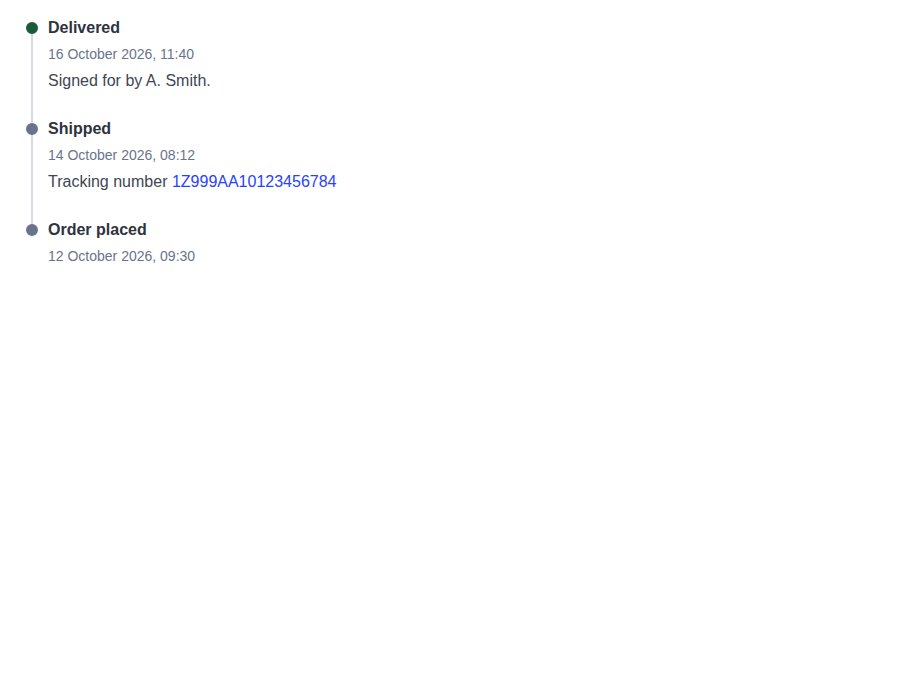 Delivered
16 October 2026, 11:40
Signed for by A. Smith.
Shipped
14 October 2026, 08:12
Tracking number 1Z999AA10123456784
Order placed
12 October 2026, 09:30